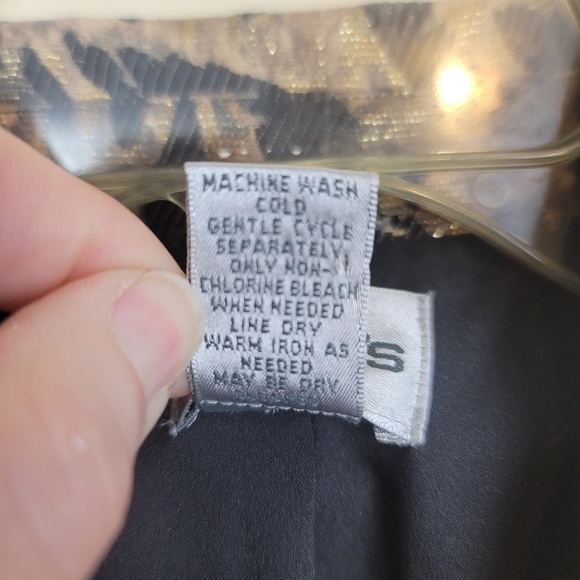 MACHINE WASH
COLD
GENTLE CYCLE
SEPARATELY
ONLY NON-
CHLORINE BLEACH
WHEN NEEDED
LINE DRY
WARM IRON AS
NEEDED
MAY BE DRY
S